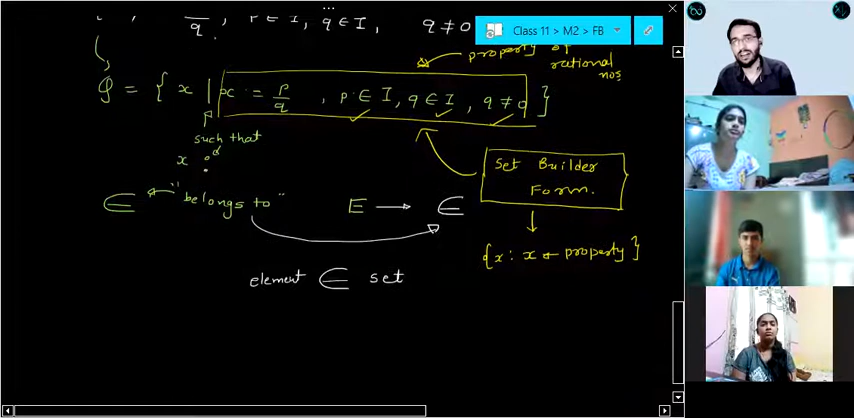 q , p ∈ I, q ∈ I, q ≠ 0
Class 11 > M2 > FB
property of
rational
nos
Q = { x | x = p/q , p ∈ I, q ∈ I, q ≠ 0 }
such that
x
Set Builder
Form.
∈ "belongs to" E → ∈
{x : x ← property}
element ∈ set